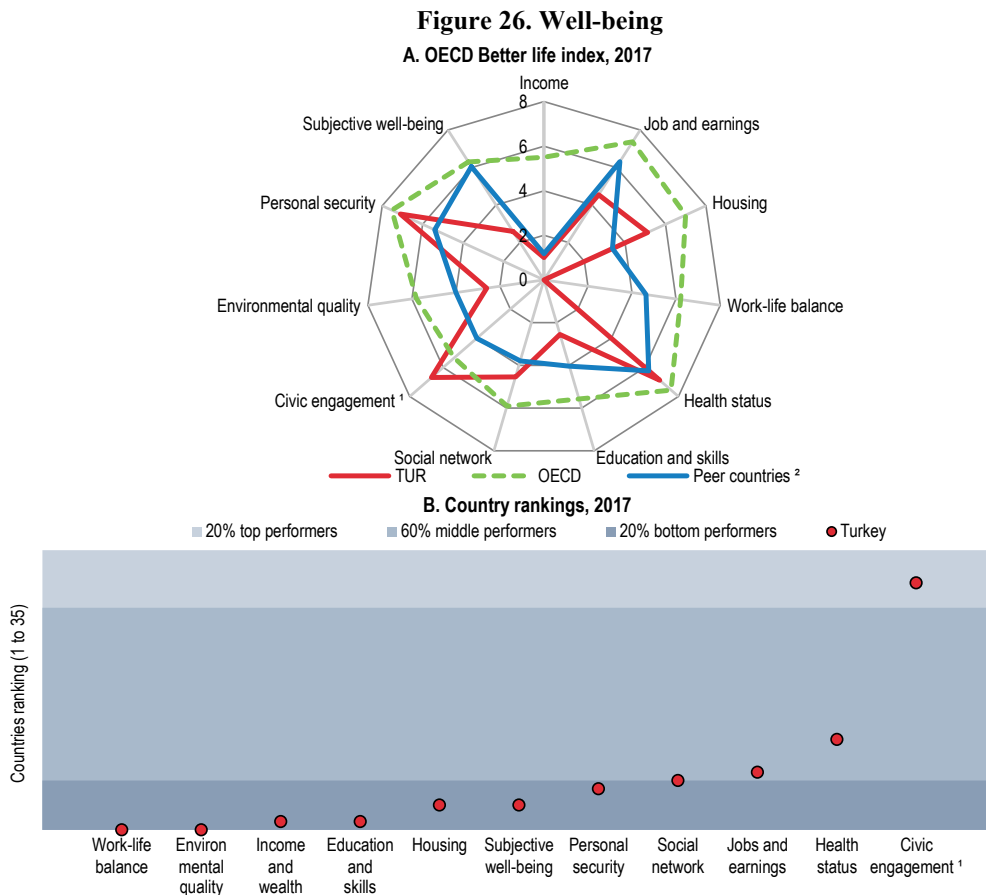 Figure 26. Well-being
A. OECD Better life index, 2017
Income
8
Subjective well-being
Job and earnings
6
Personal security
4
Housing
2
Environmental quality
0
Work-life balance
Civic engagement ¹
Health status
Social network
Education and skills
TUR
OECD
Peer countries ²
B. Country rankings, 2017
20% top performers
60% middle performers
20% bottom performers
Turkey
Countries ranking (1 to 35)
Work-life
balance
Environ
mental
quality
Income
and
wealth
Education
and
skills
Housing
Subjective
well-being
Personal
security
Social
network
Jobs and
earnings
Health
status
Civic
engagement ¹